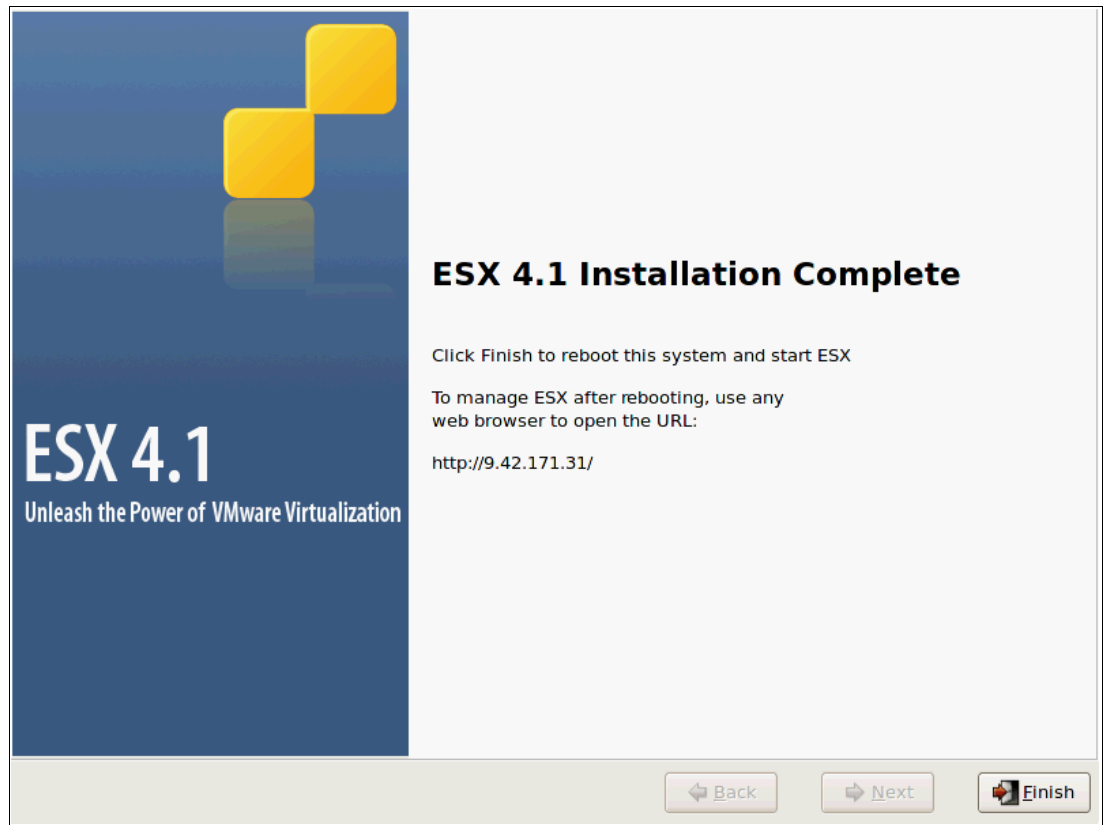 ESX 4.1 Installation Complete
Click Finish to reboot this system and start ESX
To manage ESX after rebooting, use any
web browser to open the URL:
http://9.42.171.31/
ESX 4.1
Unleash the Power of VMware Virtualization
Back
Next
Finish